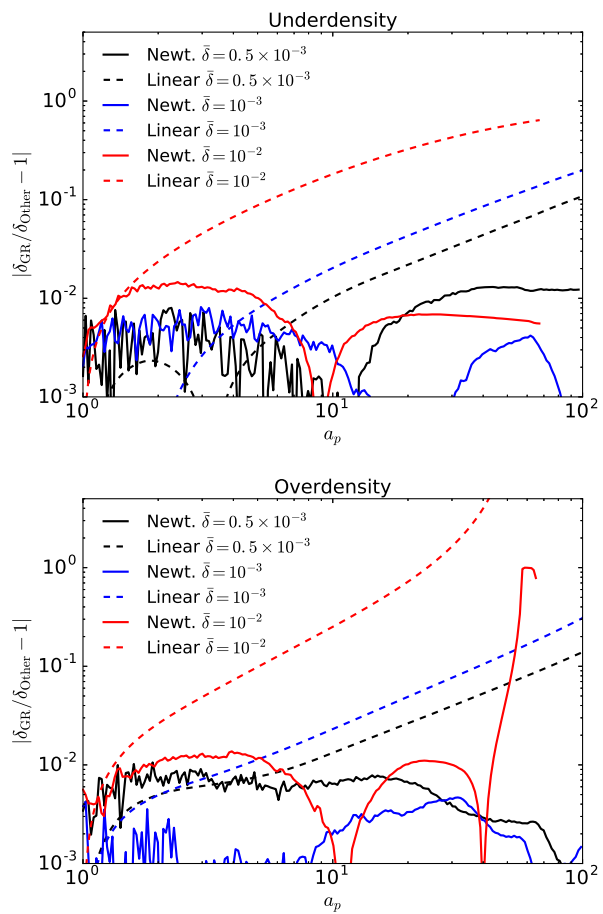 Underdensity
Newt. δ̄ = 0.5 × 10⁻³
Linear δ̄ = 0.5 × 10⁻³
Newt. δ̄ = 10⁻³
Linear δ̄ = 10⁻³
Newt. δ̄ = 10⁻²
Linear δ̄ = 10⁻²
10⁰
10⁻¹
10⁻²
10⁻³
|δ_GR/δ_Other − 1|
10⁰ 10¹ 10²
a_p
Overdensity
Newt. δ̄ = 0.5 × 10⁻³
Linear δ̄ = 0.5 × 10⁻³
Newt. δ̄ = 10⁻³
Linear δ̄ = 10⁻³
Newt. δ̄ = 10⁻²
Linear δ̄ = 10⁻²
10⁰
10⁻¹
10⁻²
10⁻³
|δ_GR/δ_Other − 1|
10⁰ 10¹ 10²
a_p